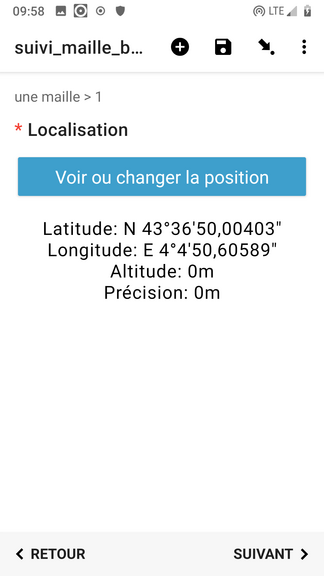 09:58 LTE
suivi_maille_b...
une maille > 1
* Localisation
Voir ou changer la position
Latitude: N 43°36'50,00403"
Longitude: E 4°4'50,60589"
Altitude: 0m
Précision: 0m
RETOUR SUIVANT